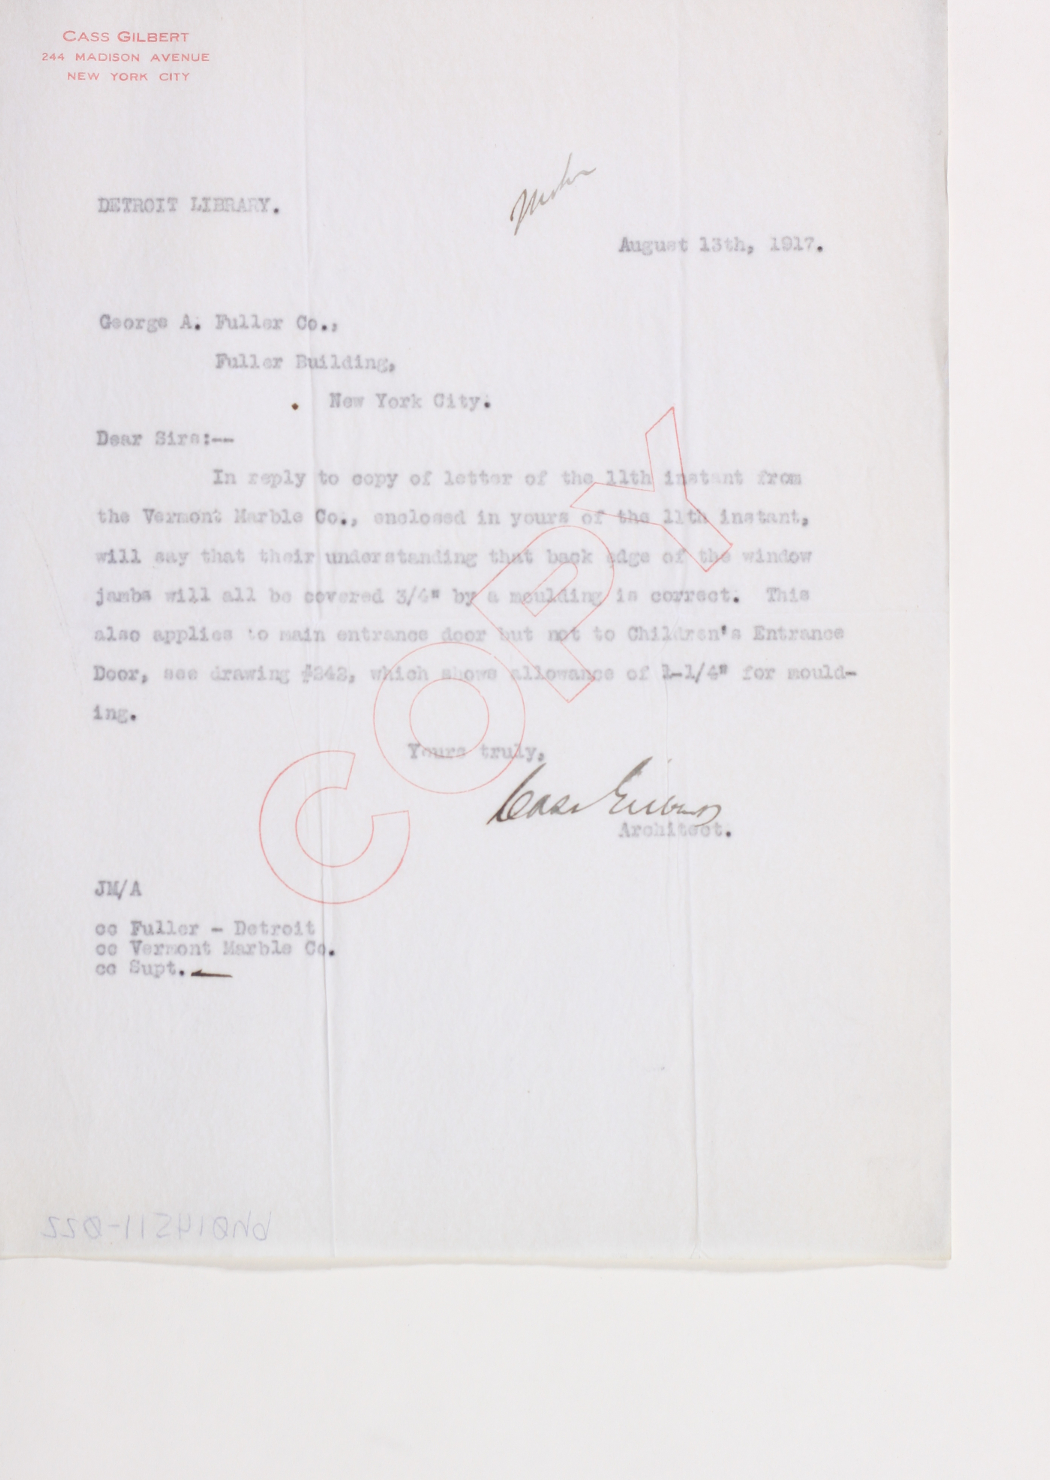 CASS GILBERT
244 MADISON AVENUE
NEW YORK CITY
DETROIT LIBRARY.
August 13th, 1917.
George A. Fuller Co.,
Fuller Building,
New York City.
Dear Sirs:--
In reply to copy of letter of the 11th instant from
the Vermont Marble Co., enclosed in yours of the 11th instant,
will say that their understanding that back edge of the window
jambs will all be covered 3/4" by a moulding is correct. This
also applies to main entrance door but not to Children's Entrance
Door, see drawing #242, which shows allowance of 1-1/4" for mould-
ing.
Yours truly,
Cass Gilbert
Architect.
COPY
JM/A
cc Fuller - Detroit
cc Vermont Marble Co.
cc Supt.